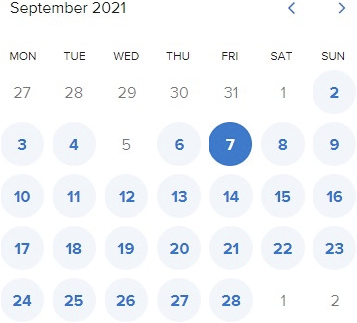 September 2021 < >
MON TUE WED THU FRI SAT SUN
27 28 29 30 31 1 2
3 4 5 6 7 8 9
10 11 12 13 14 15 16
17 18 19 20 21 22 23
24 25 26 27 28 1 2